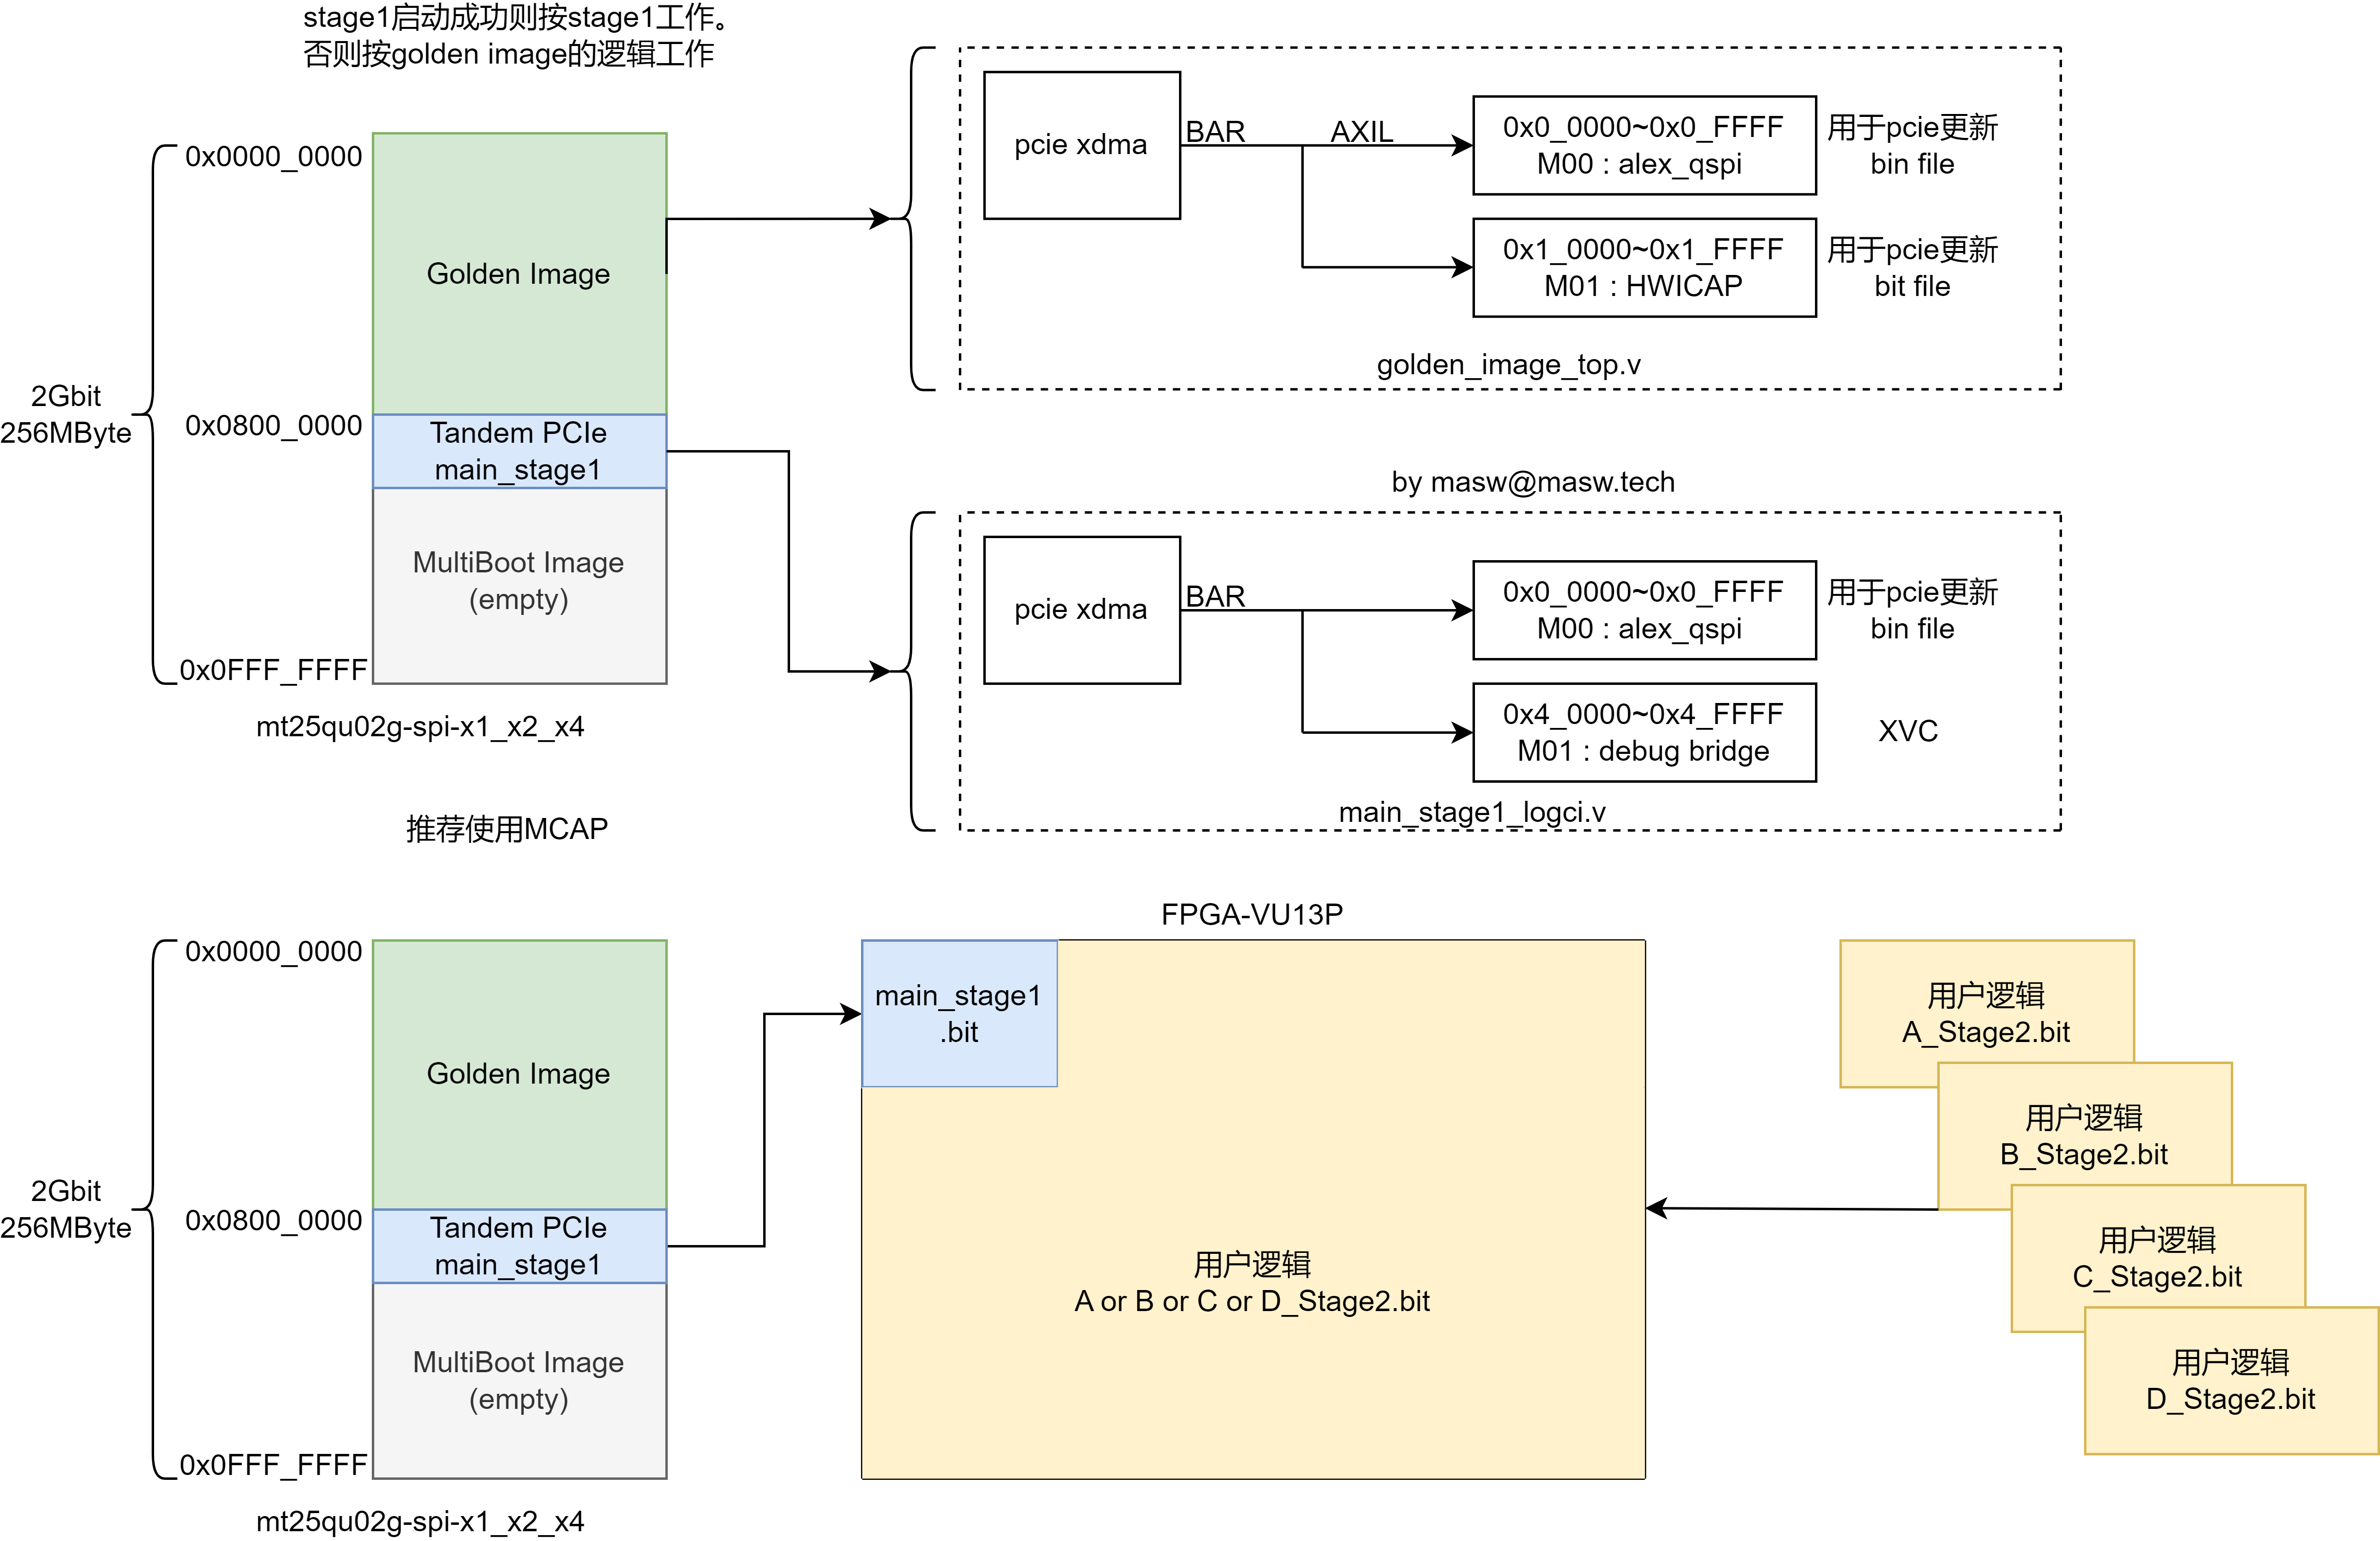 stage1启动成功则按stage1工作。
否则按golden image的逻辑工作
0x0000_0000
Golden Image
2Gbit
256MByte
0x0800_0000
Tandem PCIe
main_stage1
MultiBoot Image
(empty)
0x0FFF_FFFF
mt25qu02g-spi-x1_x2_x4
pcie xdma
BAR
AXIL
0x0_0000~0x0_FFFF
M00 : alex_qspi
用于pcie更新
bin file
0x1_0000~0x1_FFFF
M01 : HWICAP
用于pcie更新
bit file
golden_image_top.v
by masw@masw.tech
pcie xdma
BAR
0x0_0000~0x0_FFFF
M00 : alex_qspi
用于pcie更新
bin file
0x4_0000~0x4_FFFF
M01 : debug bridge
XVC
main_stage1_logci.v
推荐使用MCAP
0x0000_0000
Golden Image
2Gbit
256MByte
0x0800_0000
Tandem PCIe
main_stage1
MultiBoot Image
(empty)
0x0FFF_FFFF
mt25qu02g-spi-x1_x2_x4
FPGA-VU13P
main_stage1
.bit
用户逻辑
A or B or C or D_Stage2.bit
用户逻辑
A_Stage2.bit
用户逻辑
B_Stage2.bit
用户逻辑
C_Stage2.bit
用户逻辑
D_Stage2.bit